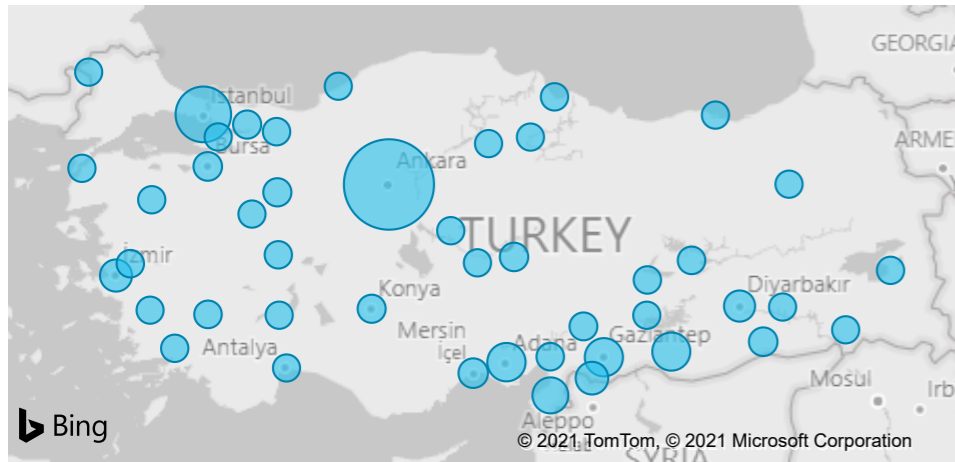 GEORGIA
Istanbul
Bursa
Ankara
ARME
TURKEY
İzmir
Konya
Diyarbakır
Mersin
İçel
Adana
Gaziantep
Antalya
Mosul
Irb
Aleppo
Bing
© 2021 TomTom, © 2021 Microsoft Corporation
SYRIA